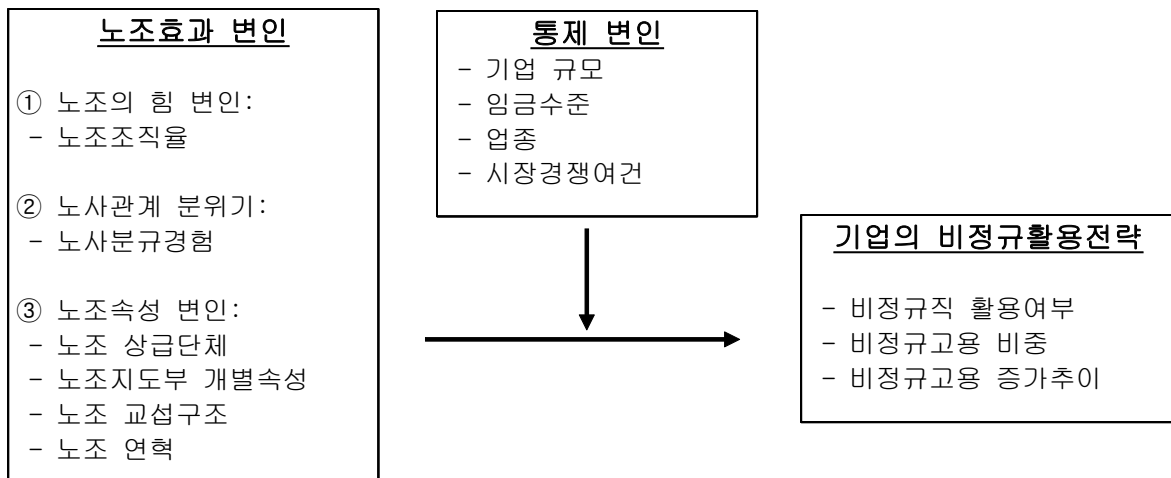 노조효과 변인
① 노조의 힘 변인:
- 노조조직율
② 노사관계 분위기:
- 노사분규경험
③ 노조속성 변인:
- 노조 상급단체
- 노조지도부 개별속성
- 노조 교섭구조
- 노조 연혁
통제 변인
- 기업 규모
- 임금수준
- 업종
- 시장경쟁여건
기업의 비정규활용전략
- 비정규직 활용여부
- 비정규고용 비중
- 비정규고용 증가추이